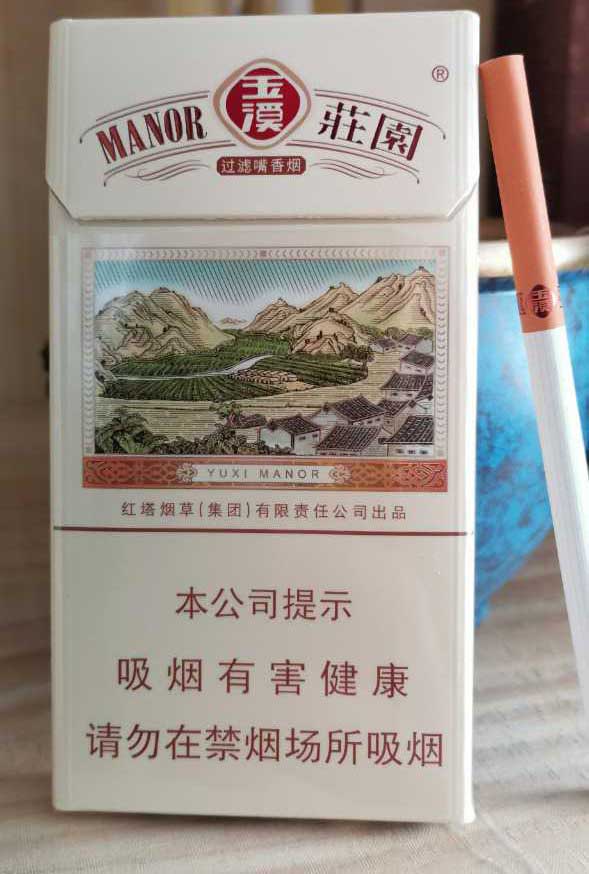 ®
MANOR 玉溪 莊園
过滤嘴香烟
YUXI MANOR
红塔烟草(集团)有限责任公司出品
本公司提示
吸烟有害健康
请勿在禁烟场所吸烟
玉溪